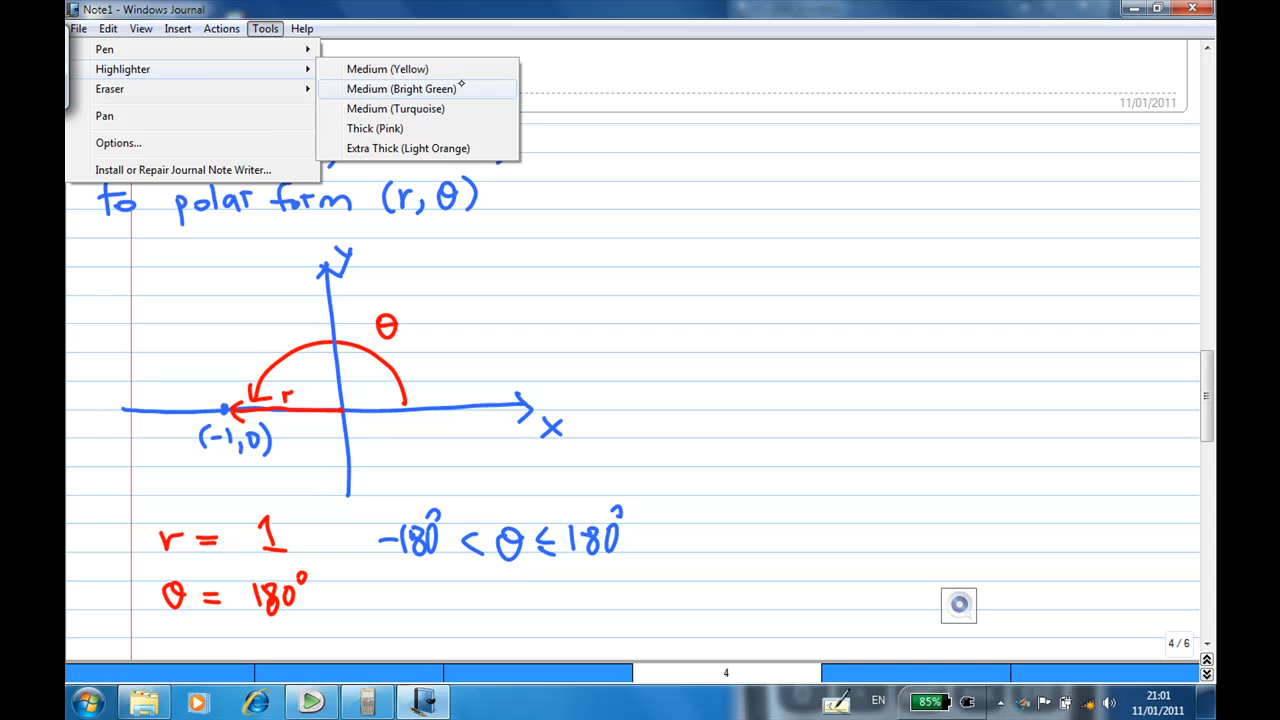 Note1 - Windows Journal
File Edit View Insert Actions Tools Help
Pen
Highlighter
Eraser
Pan
Options...
Install or Repair Journal Note Writer...
Medium (Yellow)
Medium (Bright Green)
Medium (Turquoise)
Thick (Pink)
Extra Thick (Light Orange)
11/01/2011
to polar form (r, θ)
y
θ
r
x
(-1,0)
r = 1 -180° < θ ≤ 180°
θ = 180°
4 / 6
4
EN 85% 21:01
11/01/2011